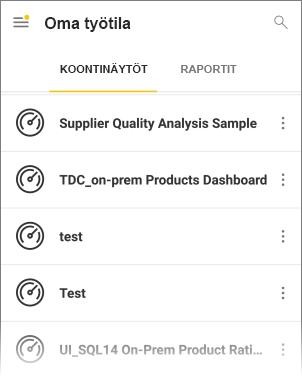 Oma työtila
KOONTINÄYTÖT RAPORTIT
Supplier Quality Analysis Sample
TDC_on-prem Products Dashboard
test
Test
UI_SQL14 On-Prem Product Rati...